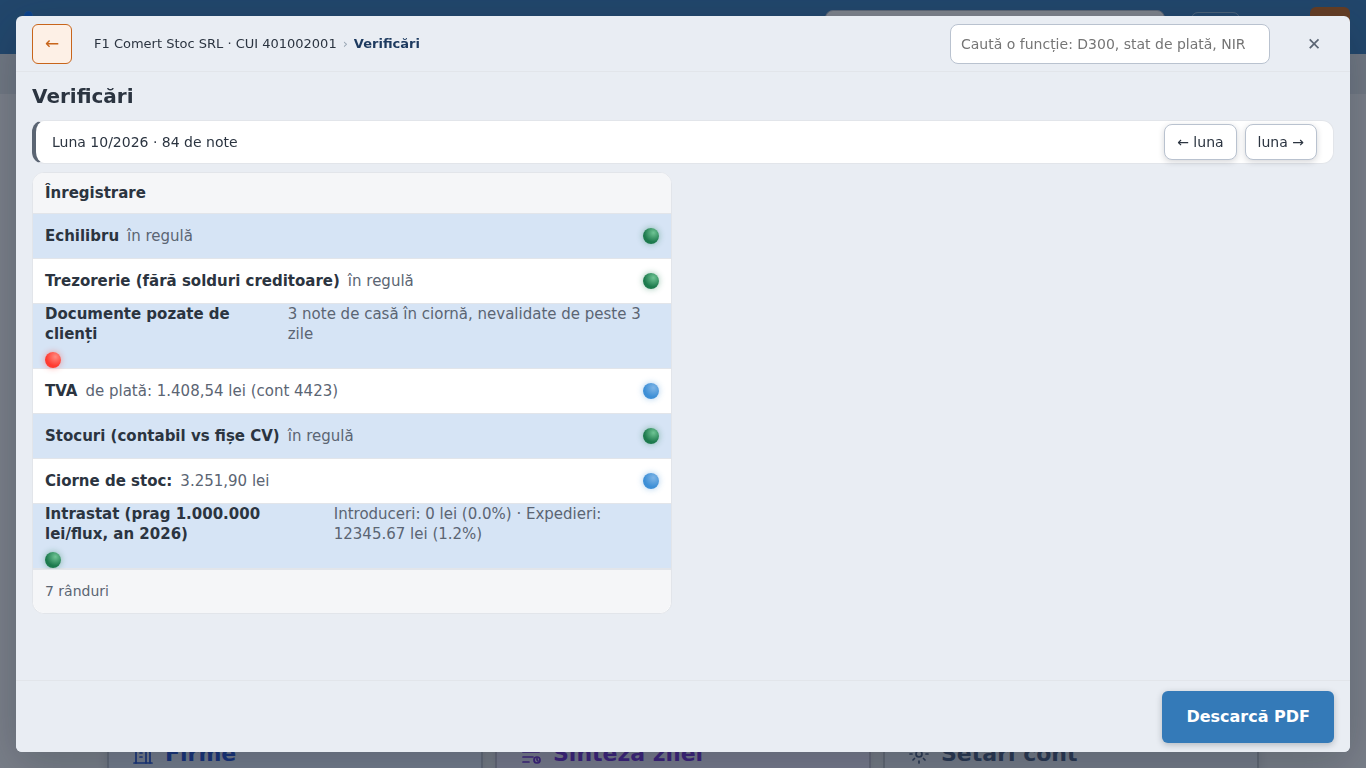 ←
F1 Comert Stoc SRL · CUI 401002001 › Verificări
Caută o funcție: D300, stat de plată, NIR
✕
Verificări
Luna 10/2026 · 84 de note
← luna
luna →
Înregistrare
Echilibru în regulă
Trezorerie (fără solduri creditoare) în regulă
Documente pozate de
clienți
3 note de casă în ciornă, nevalidate de peste 3
zile
TVA de plată: 1.408,54 lei (cont 4423)
Stocuri (contabil vs fișe CV) în regulă
Ciorne de stoc: 3.251,90 lei
Intrastat (prag 1.000.000
lei/flux, an 2026)
Introduceri: 0 lei (0.0%) · Expedieri:
12345.67 lei (1.2%)
7 rânduri
Descarcă PDF
Firme
Sinteza zilei
Setări cont